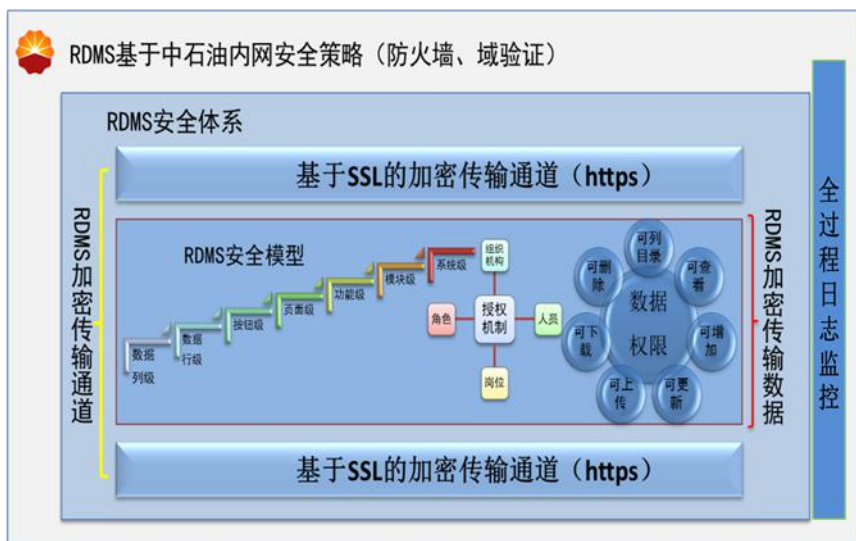 RDMS基于中石油内网安全策略（防火墙、域验证）
RDMS安全体系
基于SSL的加密传输通道（https）
RDMS加密传输通道
RDMS安全模型
数据
列级
数据
行级
按钮级
页面级
功能级
模块级
系统级
组织
机构
角色
授权
机制
人员
岗位
可列
目录
可删
除
可查
看
数据
权限
可下
载
可增
加
可上
传
可更
新
RDMS加密传输数据
全过程日志监控
基于SSL的加密传输通道（https）